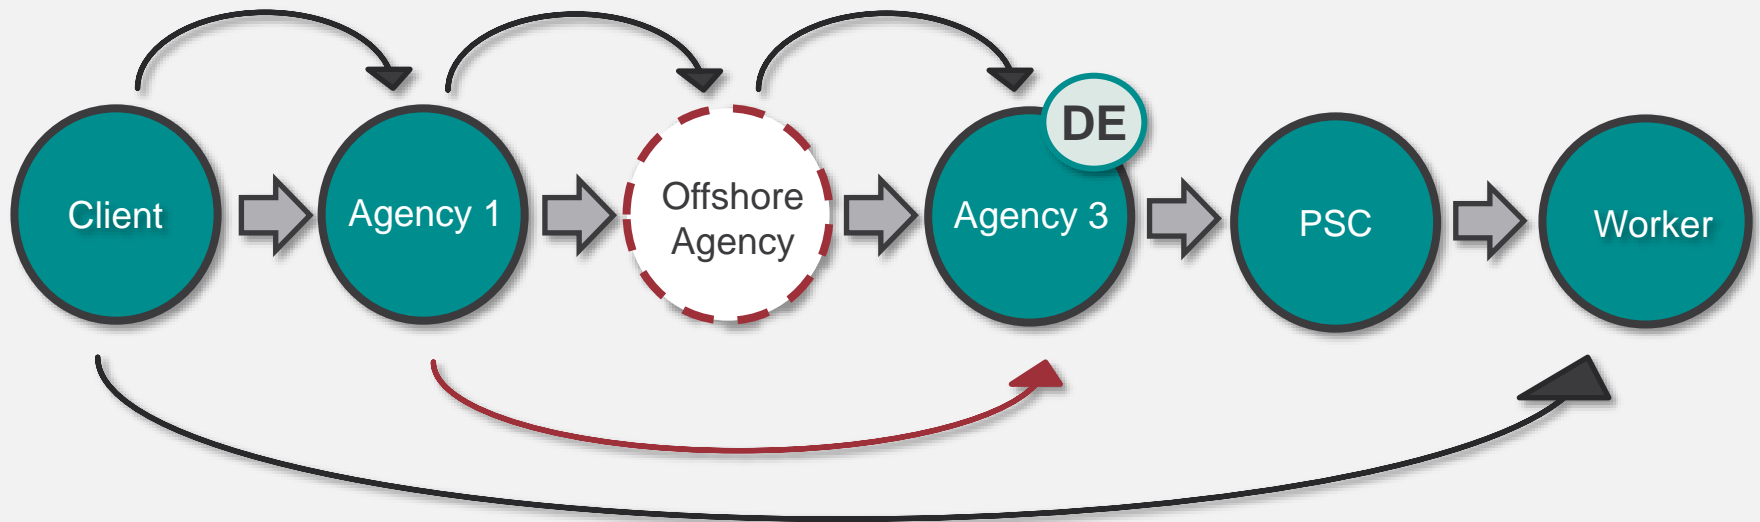 DE
Client
Agency 1
Offshore
Agency
Agency 3
PSC
Worker